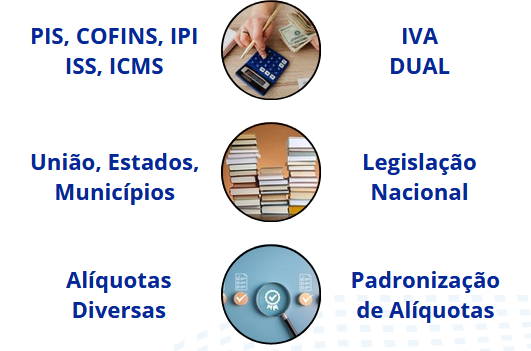 PIS, COFINS, IPI
ISS, ICMS
IVA
DUAL
União, Estados,
Municípios
Legislação
Nacional
Alíquotas
Diversas
Padronização
de Alíquotas